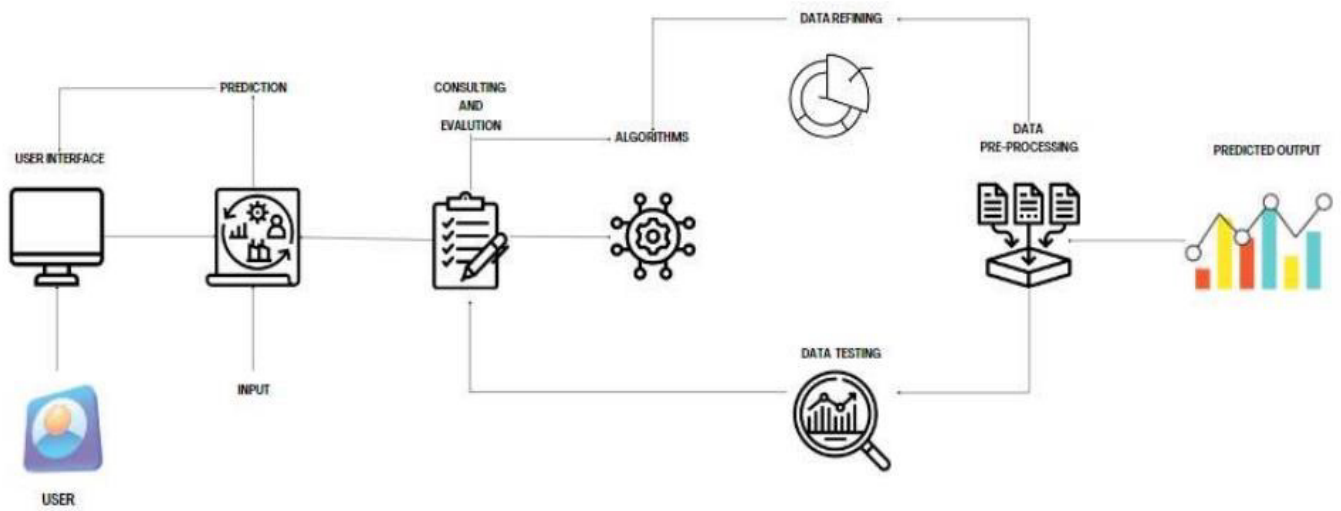 DATA REFINING
PREDICTION
CONSULTING
AND
EVALUTION
ALGORITHMS
DATA
PRE-PROCESSING
USER INTERFACE
PREDICTED OUTPUT
DATA TESTING
INPUT
USER